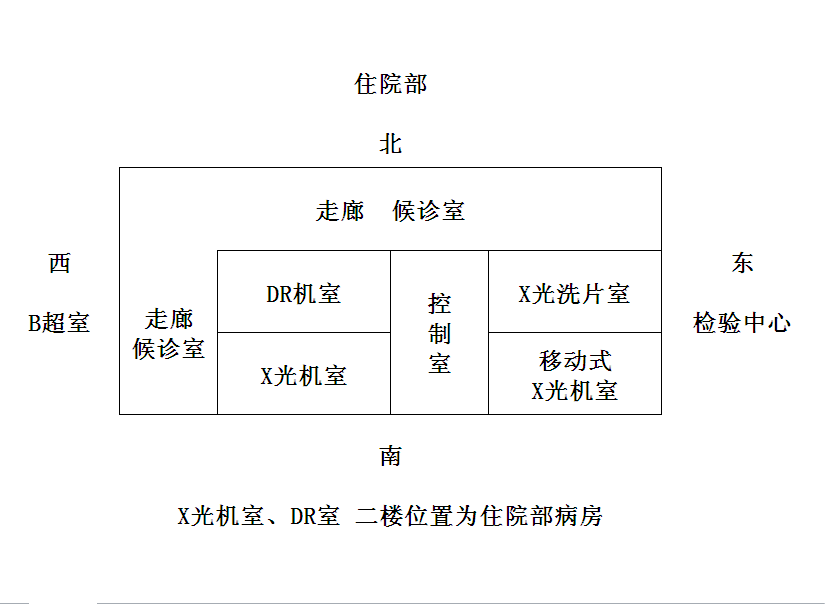 住院部
北
走廊 候诊室
西
东
DR机室
控制室
X光洗片室
B超室
走廊
候诊室
检验中心
X光机室
移动式
X光机室
南
X光机室、DR室 二楼位置为住院部病房